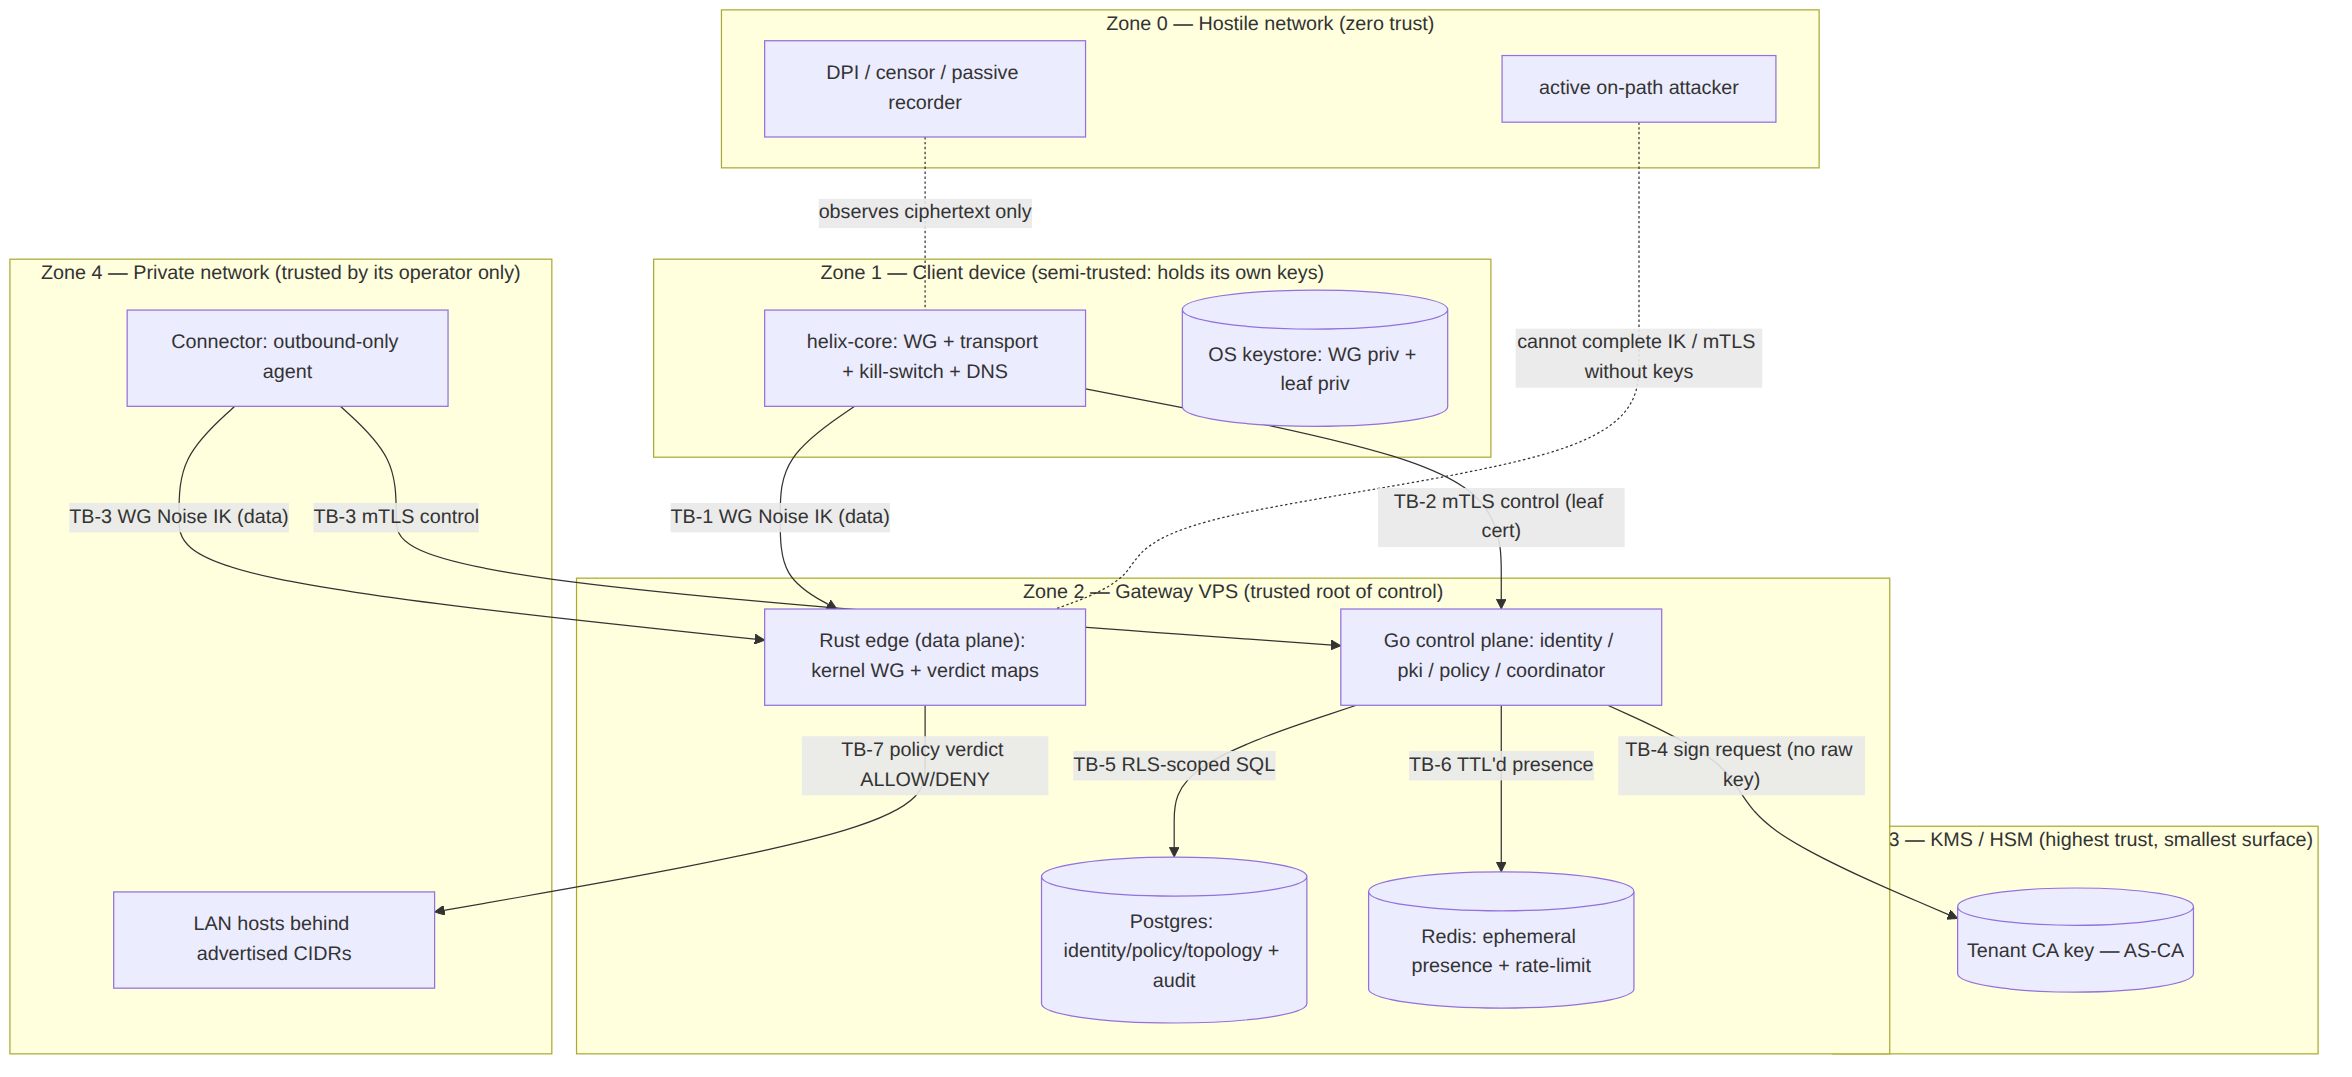 Zone 0 — Hostile network (zero trust)
DPI / censor / passive
recorder
active on-path attacker
observes ciphertext only
Zone 4 — Private network (trusted by its operator only)
Zone 1 — Client device (semi-trusted: holds its own keys)
Connector: outbound-only
agent
helix-core: WG + transport
+ kill-switch + DNS
OS keystore: WG priv +
leaf priv
cannot complete IK / mTLS
without keys
TB-3 WG Noise IK (data)
TB-3 mTLS control
TB-1 WG Noise IK (data)
TB-2 mTLS control (leaf
cert)
Zone 2 — Gateway VPS (trusted root of control)
Rust edge (data plane):
kernel WG + verdict maps
Go control plane: identity /
pki / policy / coordinator
TB-7 policy verdict
ALLOW/DENY
TB-5 RLS-scoped SQL
TB-6 TTL'd presence
TB-4 sign request (no raw
key)
3 — KMS / HSM (highest trust, smallest surface)
LAN hosts behind
advertised CIDRs
Postgres:
identity/policy/topology +
audit
Redis: ephemeral
presence + rate-limit
Tenant CA key — AS-CA